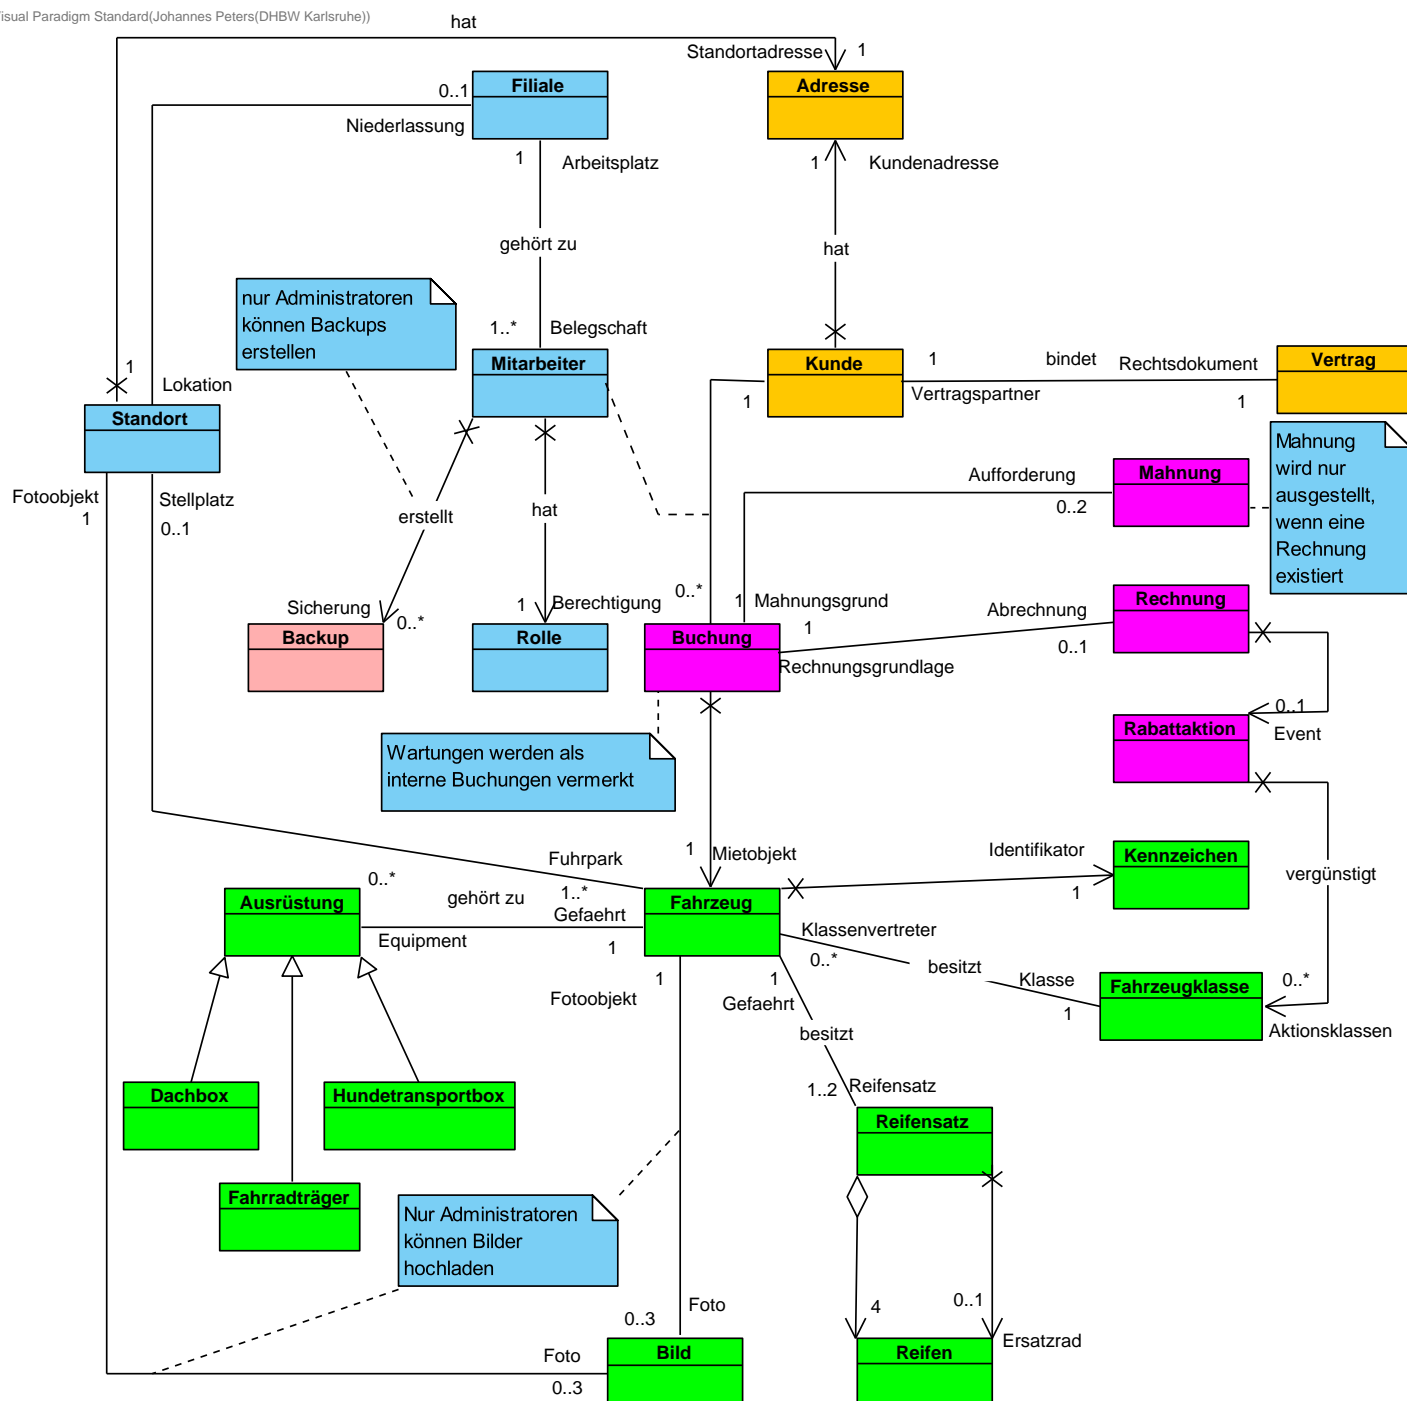 isual Paradigm Standard(Johannes Peters(DHBW Karlsruhe))
hat
Standortadresse
1
Filiale
Adresse
0..1
Niederlassung
1
Arbeitsplatz
1
Kundenadresse
gehört zu
hat
nur Administratoren
können Backups
erstellen
1..*
Belegschaft
1
Lokation
Mitarbeiter
Kunde
1
bindet
Rechtsdokument
Vertrag
1
Vertragspartner
1
Standort
Mahnung
wird nur
ausgestellt,
wenn eine
Rechnung
existiert
Aufforderung
Mahnung
0..2
Fotoobjekt
1
Stellplatz
0..1
erstellt
hat
Sicherung
0..*
1
Berechtigung
0..*
1
Mahnungsgrund
1
Abrechnung
Rechnung
0..1
Backup
Rolle
Buchung
Rechnungsgrundlage
0..1
Event
Rabattaktion
Wartungen werden als
interne Buchungen vermerkt
1
Mietobjekt
Identifikator
Kennzeichen
1
vergünstigt
Fuhrpark
1..*
0..*
gehört zu
Gefaehrt
Ausrüstung
Fahrzeug
Equipment
1
Klassenvertreter
0..*
besitzt
Klasse
1
Fahrzeugklasse
0..*
Aktionsklassen
Fotoobjekt
1
1
Gefaehrt
besitzt
1..2
Reifensatz
Dachbox
Hundetransportbox
Reifensatz
Fahrradträger
Nur Administratoren
können Bilder
hochladen
0..3
Foto
4
0..1
Ersatzrad
Foto
0..3
Bild
Reifen